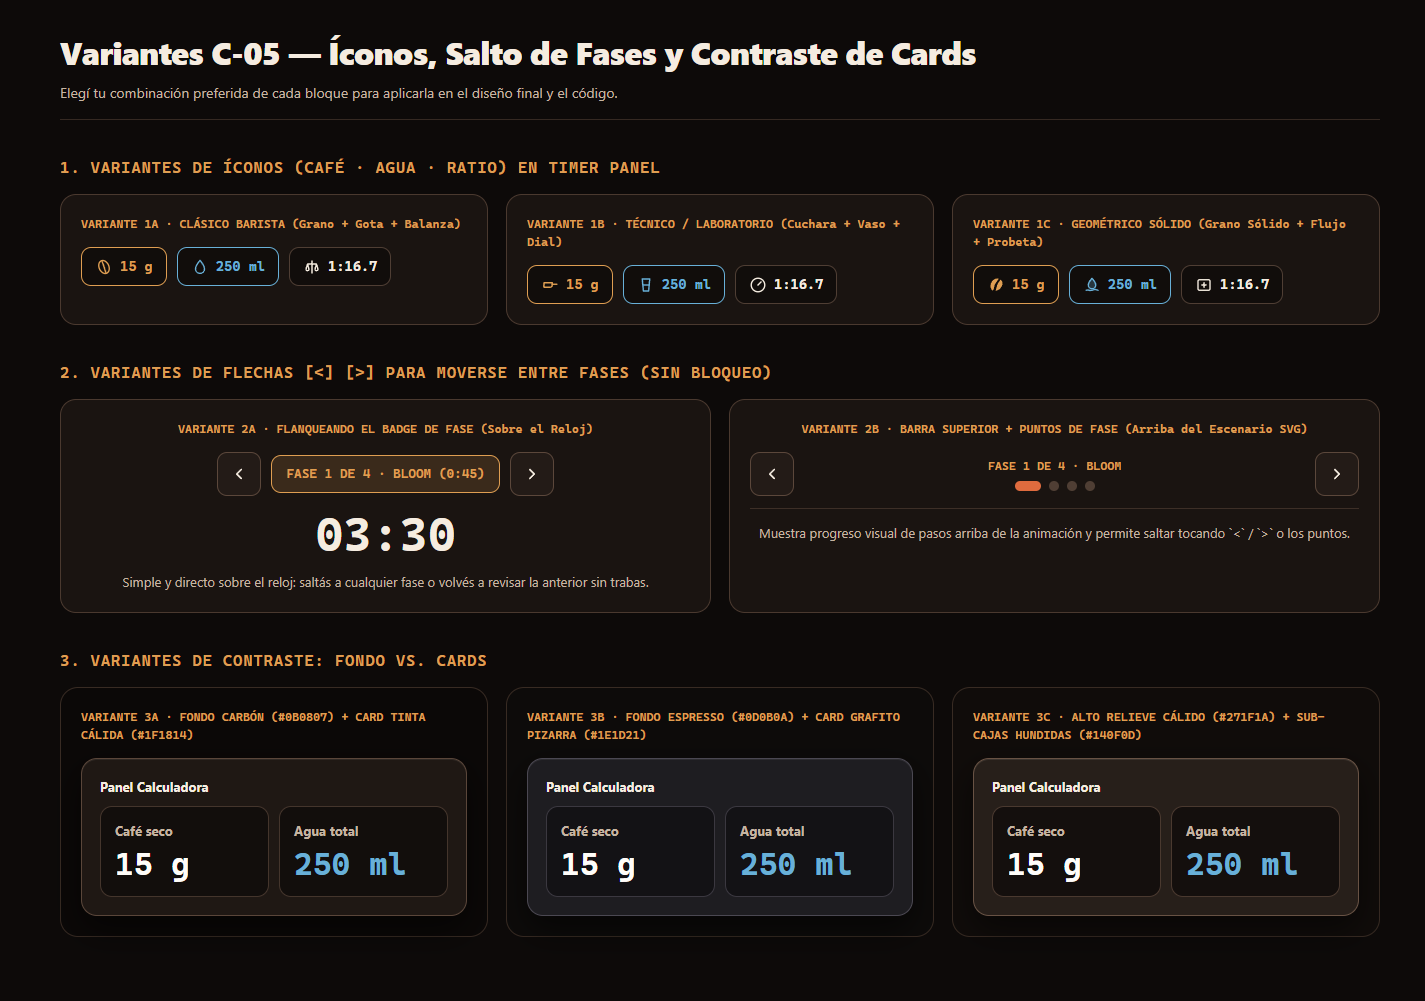 Variantes C-05 — Íconos, Salto de Fases y Contraste de Cards
Elegí tu combinación preferida de cada bloque para aplicarla en el diseño final y el código.
1. VARIANTES DE ÍCONOS (CAFÉ · AGUA · RATIO) EN TIMER PANEL
VARIANTE 1A · CLÁSICO BARISTA (Grano + Gota + Balanza)
15 g
250 ml
1:16.7
VARIANTE 1B · TÉCNICO / LABORATORIO (Cuchara + Vaso +
Dial)
15 g
250 ml
1:16.7
VARIANTE 1C · GEOMÉTRICO SÓLIDO (Grano Sólido + Flujo
+ Probeta)
15 g
250 ml
1:16.7
2. VARIANTES DE FLECHAS [<] [>] PARA MOVERSE ENTRE FASES (SIN BLOQUEO)
VARIANTE 2A · FLANQUEANDO EL BADGE DE FASE (Sobre el Reloj)
FASE 1 DE 4 · BLOOM (0:45)
03:30
Simple y directo sobre el reloj: saltás a cualquier fase o volvés a revisar la anterior sin trabas.
VARIANTE 2B · BARRA SUPERIOR + PUNTOS DE FASE (Arriba del Escenario SVG)
FASE 1 DE 4 · BLOOM
Muestra progreso visual de pasos arriba de la animación y permite saltar tocando `<` / `>` o los puntos.
3. VARIANTES DE CONTRASTE: FONDO VS. CARDS
VARIANTE 3A · FONDO CARBÓN (#0B0807) + CARD TINTA
CÁLIDA (#1F1814)
Panel Calculadora
Café seco
15 g
Agua total
250 ml
VARIANTE 3B · FONDO ESPRESSO (#0D0B0A) + CARD GRAFITO
PIZARRA (#1E1D21)
Panel Calculadora
Café seco
15 g
Agua total
250 ml
VARIANTE 3C · ALTO RELIEVE CÁLIDO (#271F1A) + SUB-
CAJAS HUNDIDAS (#140F0D)
Panel Calculadora
Café seco
15 g
Agua total
250 ml